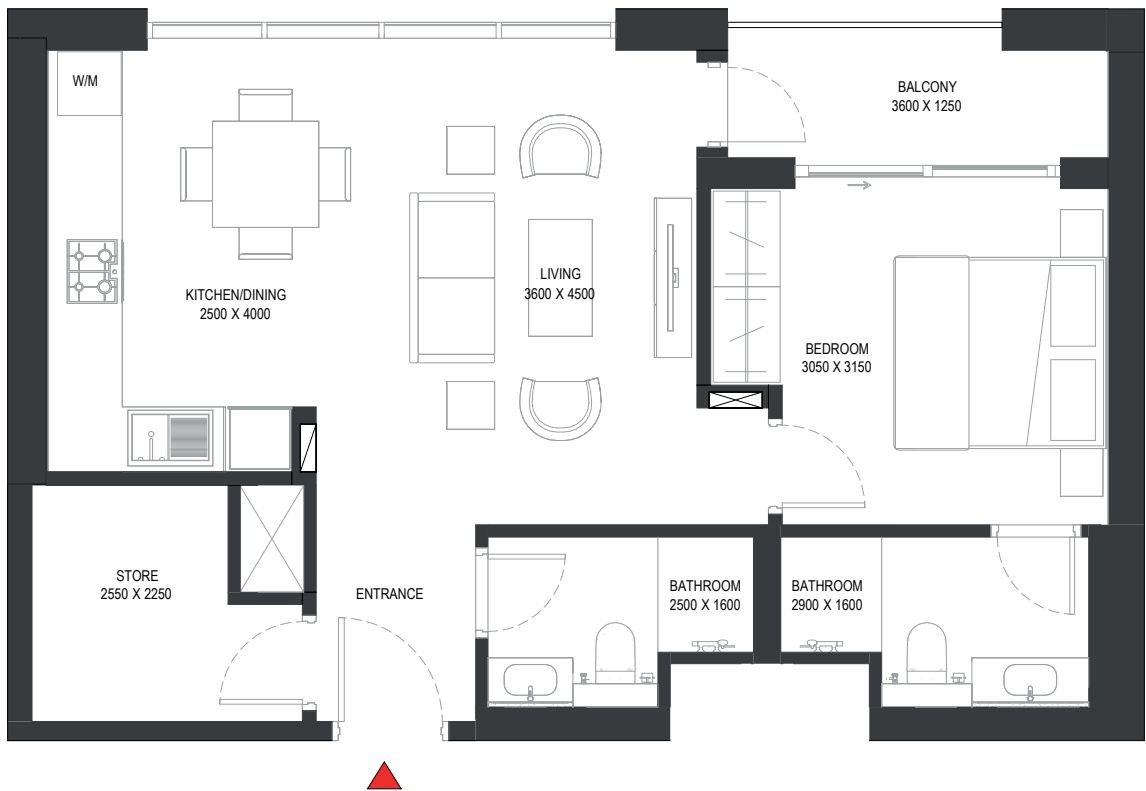 W/M
BALCONY
3600 X 1250
KITCHEN/DINING
2500 X 4000
LIVING
3600 X 4500
BEDROOM
3050 X 3150
STORE
2550 X 2250
ENTRANCE
BATHROOM
2500 X 1600
BATHROOM
2900 X 1600